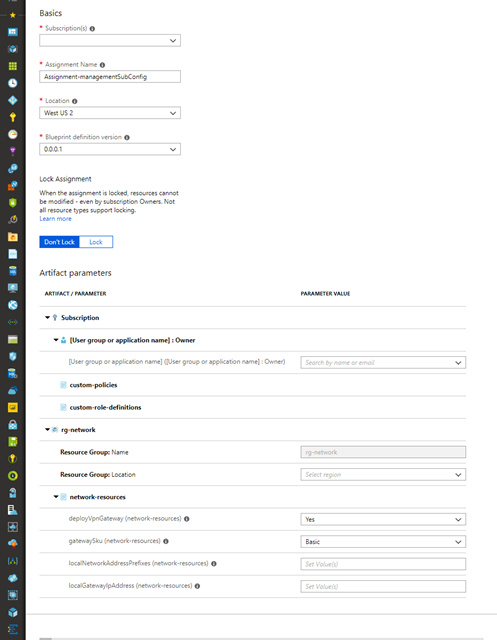 Basics
* Subscription(s)
* Assignment Name
Assignment-managementSubConfig
* Location
West US 2
* Blueprint definition version
0.0.0.1
Lock Assignment
When the assignment is locked, resources cannot
be modified - even by subscription Owners. Not
all resource types support locking.
Learn more
Don't Lock Lock
Artifact parameters
ARTIFACT / PARAMETER PARAMETER VALUE
Subscription
[User group or application name] : Owner
[User group or application name] ([User group or application name] : Owner) Search by name or email
custom-policies
custom-role-definitions
rg-network
Resource Group: Name rg-network
Resource Group: Location Select region
network-resources
deployVpnGateway (network-resources) Yes
gatewaySku (network-resources) Basic
localNetworkAddressPrefixes (network-resources) Set Value(s)
localGatewayIpAddress (network-resources) Set Value(s)